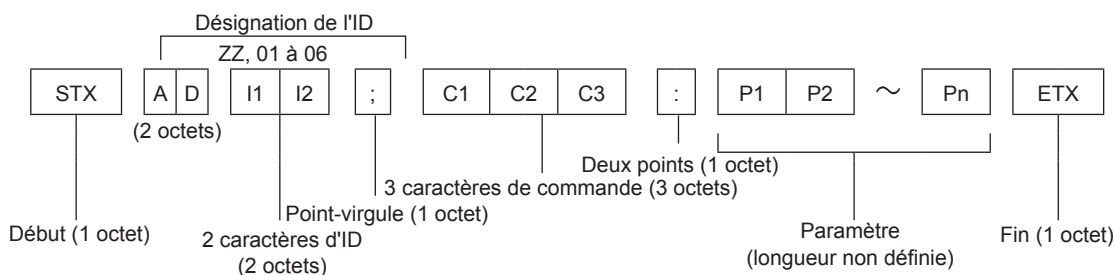 Désignation de l'ID
ZZ, 01 à 06
STX A D I1 I2 ; C1 C2 C3 : P1 P2 ~ Pn ETX
(2 octets)
Deux points (1 octet)
3 caractères de commande (3 octets)
Point-virgule (1 octet)
Début (1 octet)
2 caractères d'ID
(2 octets)
Paramètre
(longueur non définie)
Fin (1 octet)